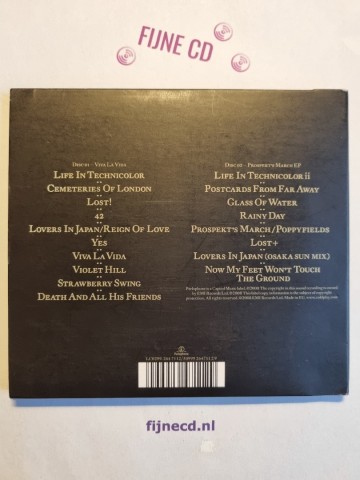 FIJNE CD
Disc 01 – Viva La Vida
Life In Technicolor
Cemeteries Of London
Lost!
42
Lovers In Japan/Reign Of Love
Yes
Viva La Vida
Violet Hill
Strawberry Swing
Death And All His Friends
Disc 02 – Prospekt's March EP
Life In Technicolor ii
Postcards From Far Away
Glass Of Water
Rainy Day
Prospekt's March/Poppyfields
Lost+
Lovers In Japan (Osaka Sun Mix)
Now My Feet Won't Touch
The Ground
fijnecd.nl